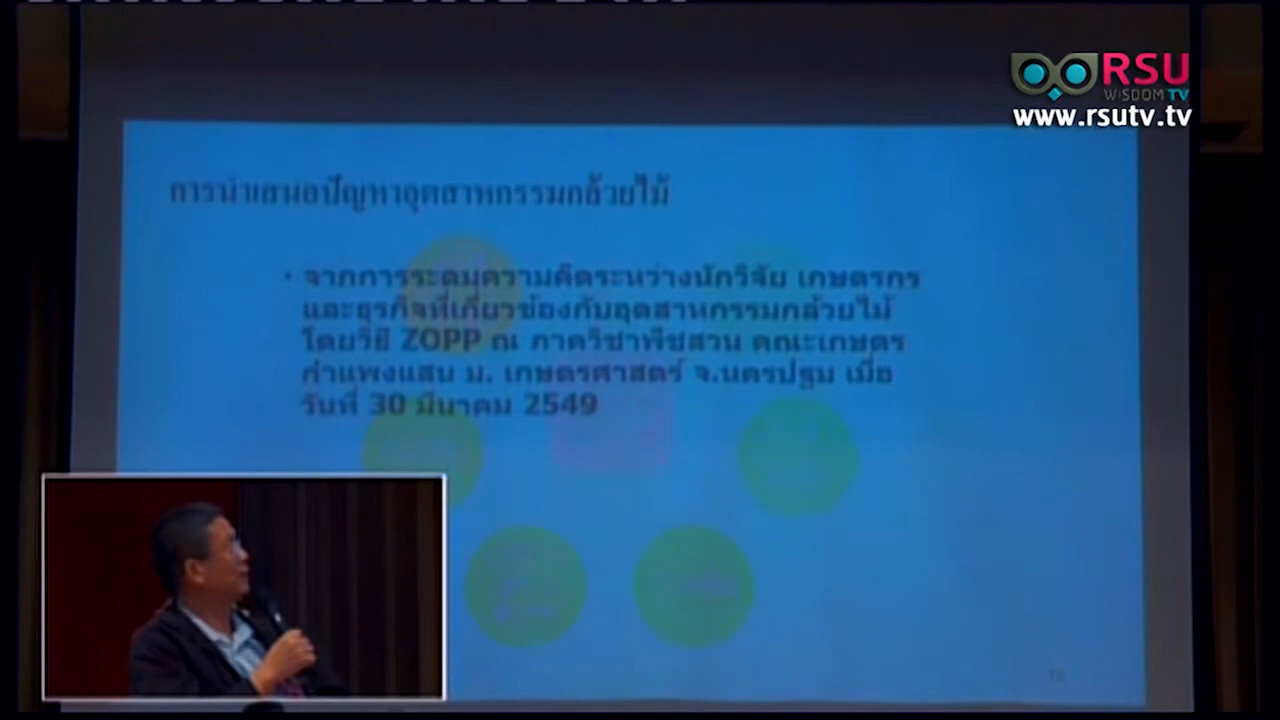 RSU
WISDOM TV
www.rsutv.tv
การนำเสนอปัญหาอุตสาหกรรมกล้วยไม้
• จากการระดมความคิดระหว่างนักวิจัย เกษตรกร
และธุรกิจที่เกี่ยวข้องกับอุตสาหกรรมกล้วยไม้
โดยวิธี ZOPP ณ ภาควิชาพืชสวน คณะเกษตร
กำแพงแสน ม. เกษตรศาสตร์ จ.นครปฐม เมื่อ
วันที่ 30 มีนาคม 2549